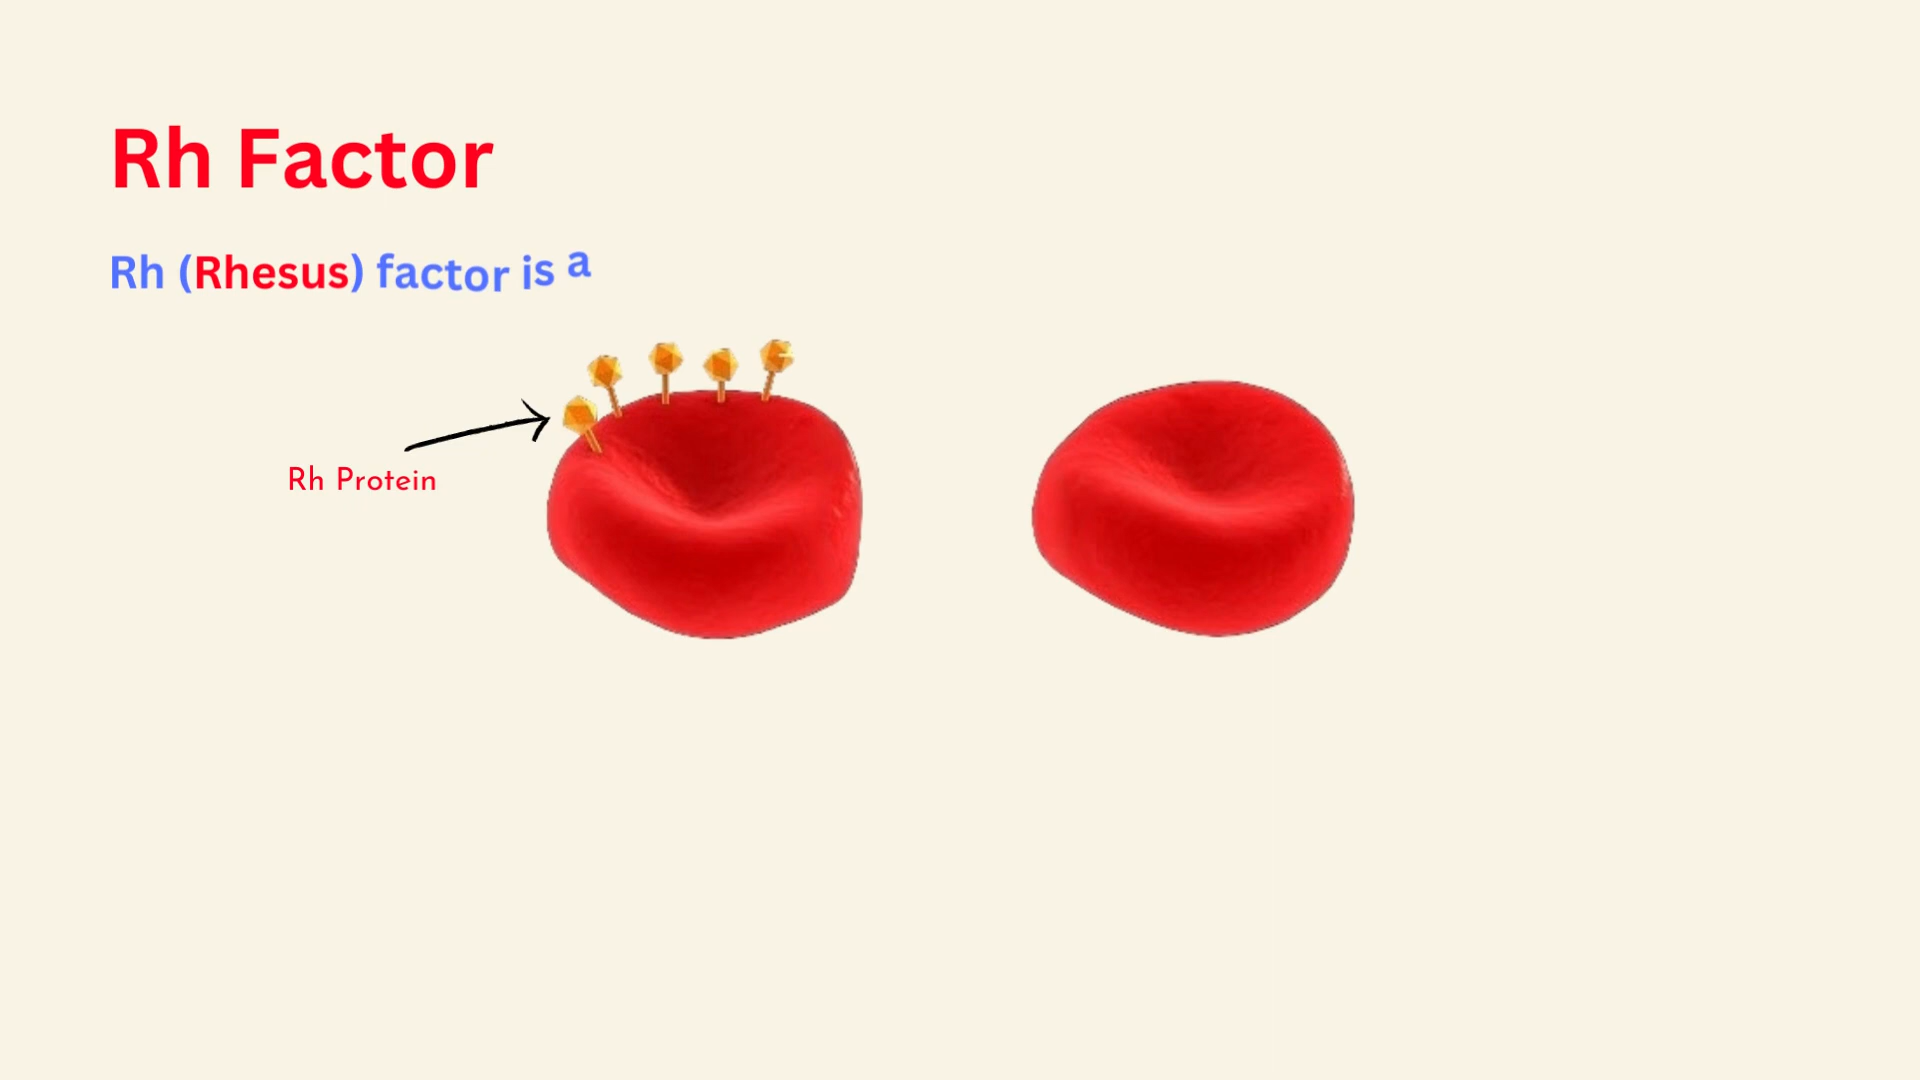 Rh Factor
Rh (Rhesus) factor is a
Rh Protein